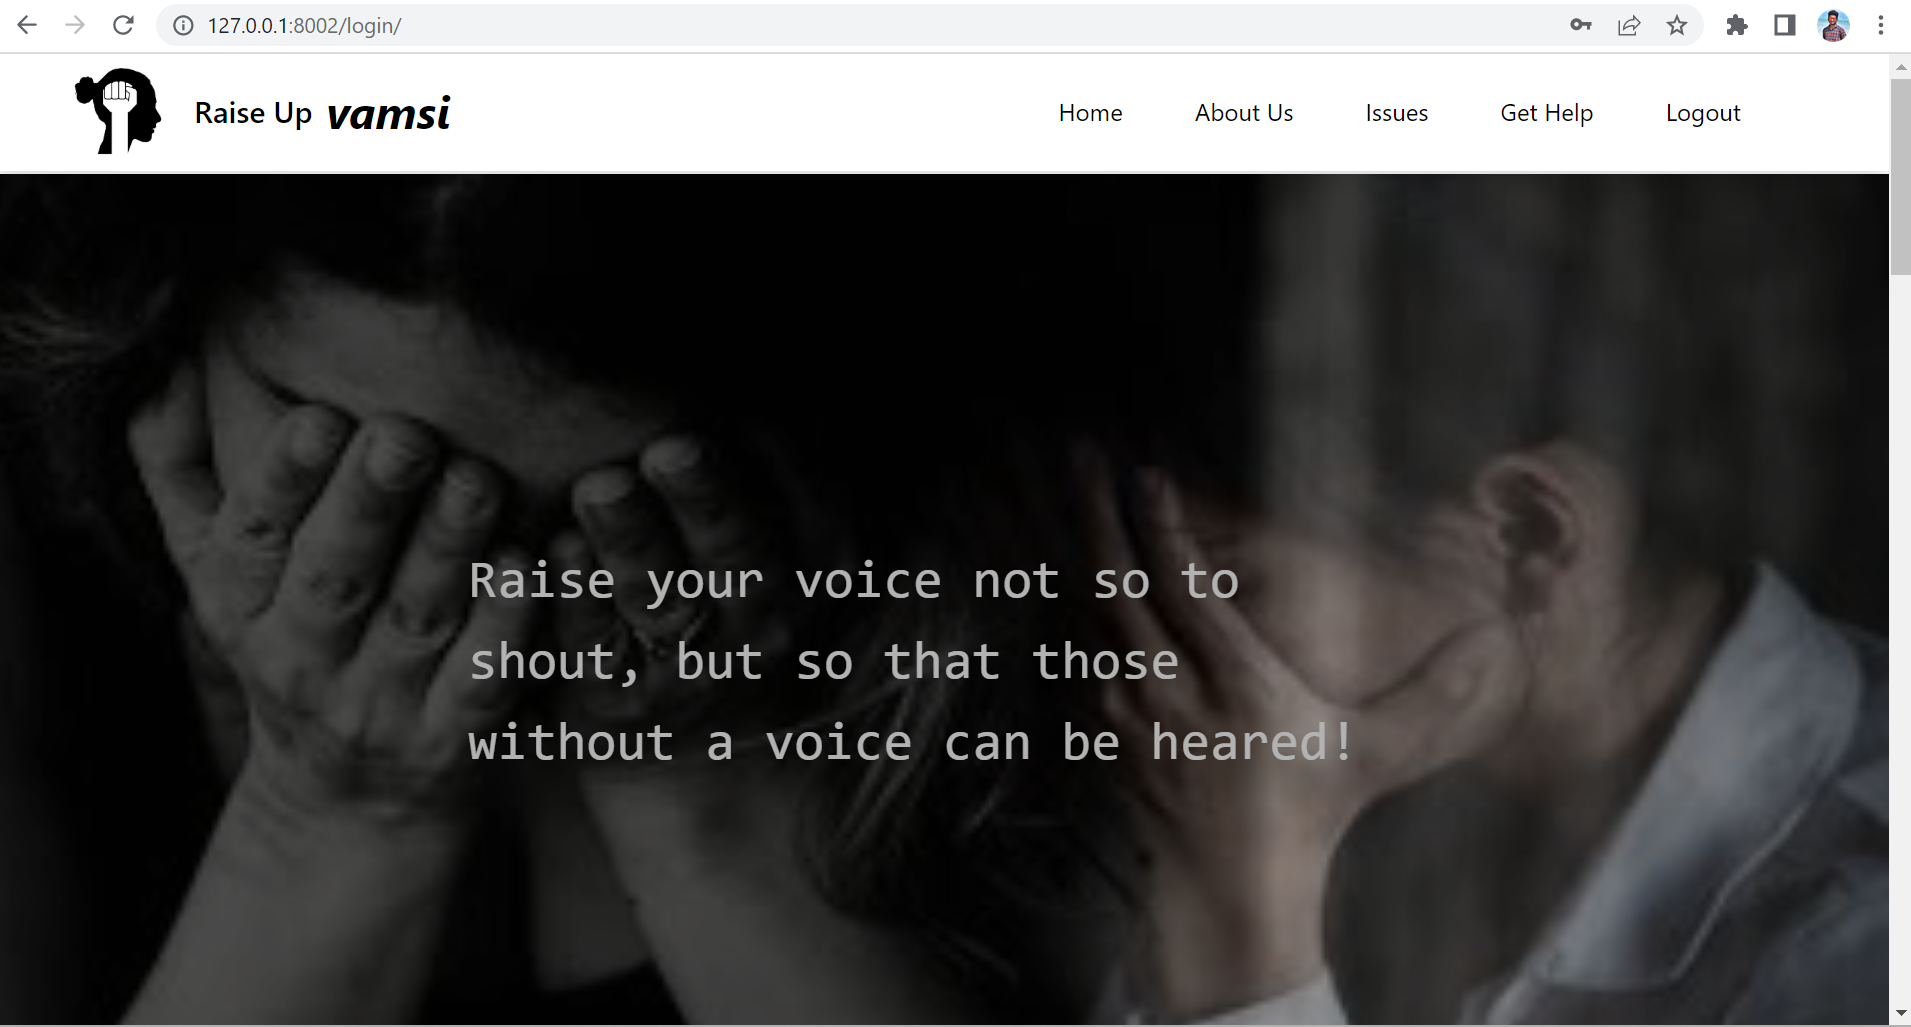 127.0.0.1:8002/login/
Raise Up vamsi
Home About Us Issues Get Help Logout
Raise your voice not so to
shout, but so that those
without a voice can be heared!